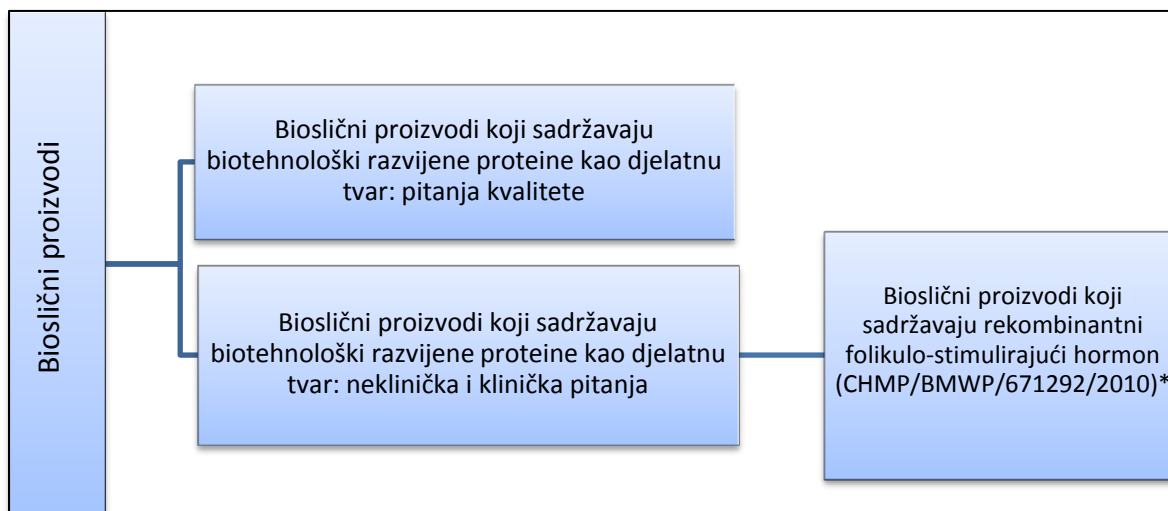 Bioslični proizvodi
Bioslični proizvodi koji sadržavaju
biotehnološki razvijene proteine kao djelatnu
tvar: pitanja kvalitete
Bioslični proizvodi koji sadržavaju
biotehnološki razvijene proteine kao djelatnu
tvar: neklinička i klinička pitanja
Bioslični proizvodi koji
sadržavaju rekombinantni
folikulo-stimulirajući hormon
(CHMP/BMWP/671292/2010)*